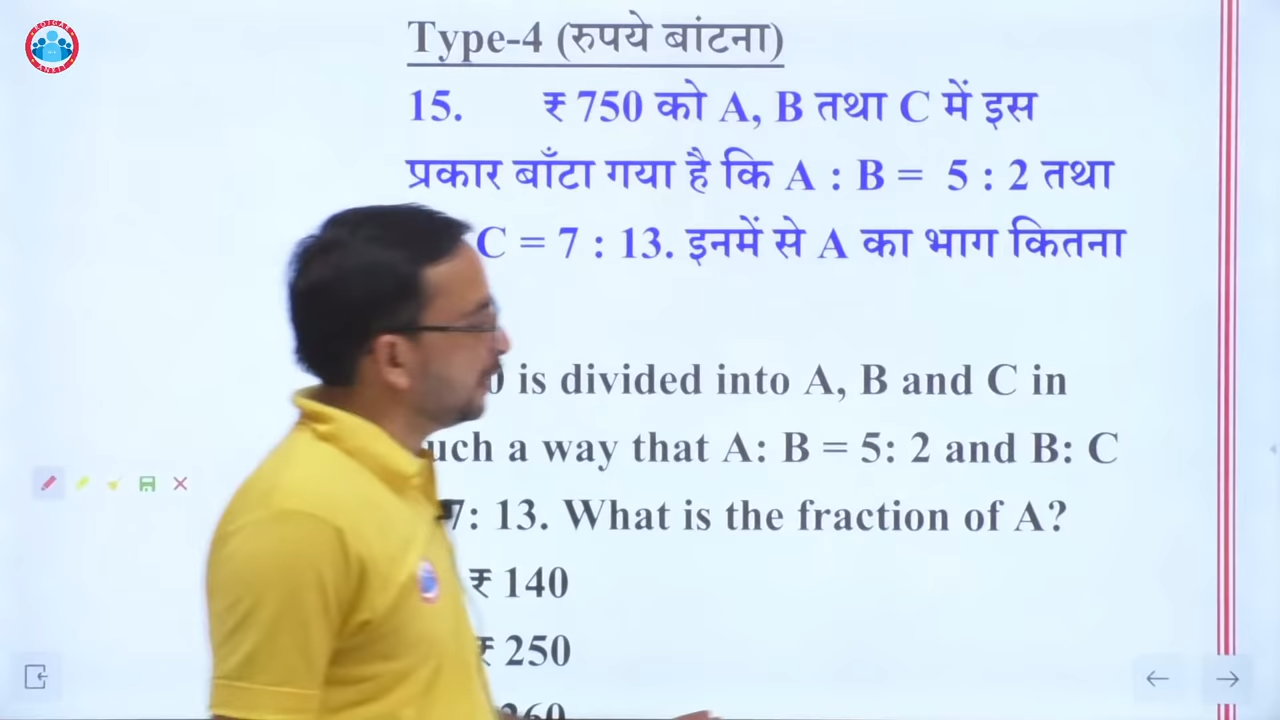 Type-4 (रुपये बांटना)
15. ₹ 750 को A, B तथा C में इस
प्रकार बाँटा गया है कि A : B = 5 : 2 तथा
C = 7 : 13. इनमें से A का भाग कितना
is divided into A, B and C in
uch a way that A: B = 5: 2 and B: C
7: 13. What is the fraction of A?
₹ 140
₹ 250
260